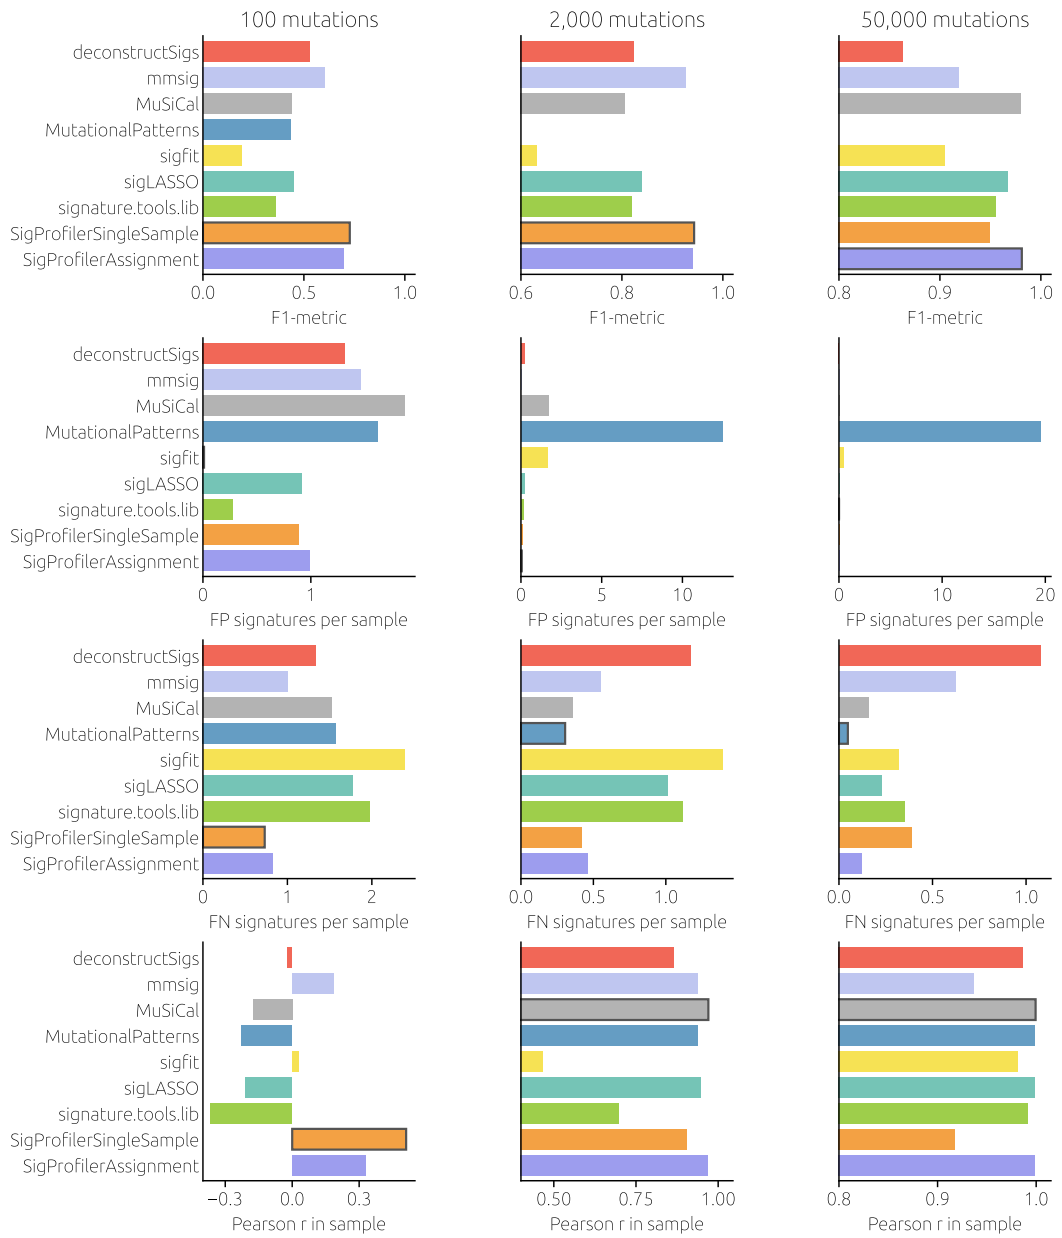 100 mutations 2,000 mutations 50,000 mutations
deconstructSigs
mmsig
MuSiCal
MutationalPatterns
sigfit
sigLASSO
signature.tools.lib
SigProfilerSingleSample
SigProfilerAssignment
0.0 0.5 1.0 0.6 0.8 1.0 0.8 0.9 1.0
F1-metric F1-metric F1-metric
deconstructSigs
mmsig
MuSiCal
MutationalPatterns
sigfit
sigLASSO
signature.tools.lib
SigProfilerSingleSample
SigProfilerAssignment
0 1 0 5 10 0 10 20
FP signatures per sample FP signatures per sample FP signatures per sample
deconstructSigs
mmsig
MuSiCal
MutationalPatterns
sigfit
sigLASSO
signature.tools.lib
SigProfilerSingleSample
SigProfilerAssignment
0 1 2 0.0 0.5 1.0 0.0 0.5 1.0
FN signatures per sample FN signatures per sample FN signatures per sample
deconstructSigs
mmsig
MuSiCal
MutationalPatterns
sigfit
sigLASSO
signature.tools.lib
SigProfilerSingleSample
SigProfilerAssignment
−0.3 0.0 0.3 0.50 0.75 1.00 0.8 0.9 1.0
Pearson r in sample Pearson r in sample Pearson r in sample